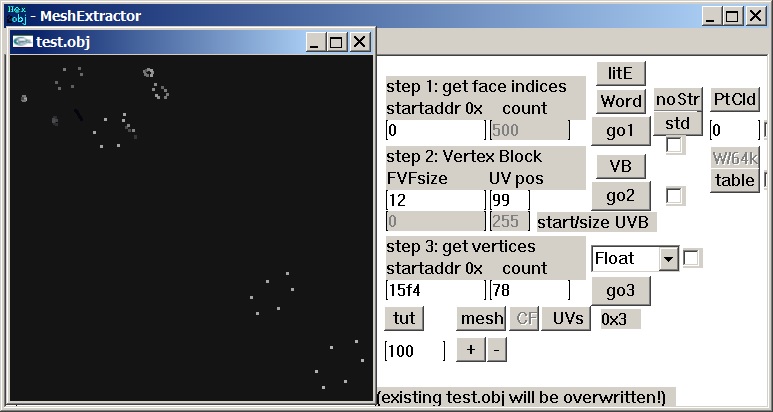 Hex
obj
- MeshExtractor
test.obj
litE
step 1: get face indices
startaddr 0x count
Word
noStr
PtCld
0
500
go1
std
0
step 2: Vertex Block
FVFsize UV pos
VB
W/64k
table
12
99
go2
0
255
start/size UVB
step 3: get vertices
startaddr 0x count
Float
15f4
78
go3
tut
mesh
CF
UVs
0x3
100
+
-
(existing test.obj will be overwritten!)